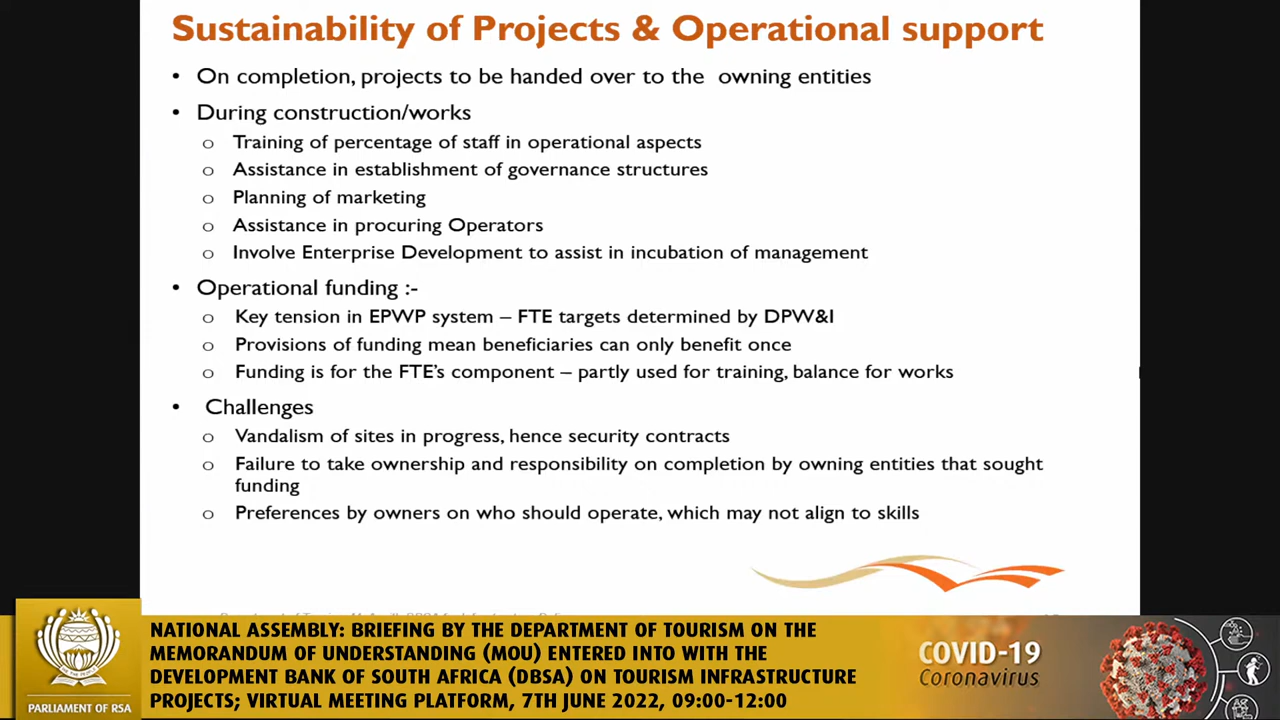 Sustainability of Projects & Operational support
• On completion, projects to be handed over to the owning entities
• During construction/works
o Training of percentage of staff in operational aspects
o Assistance in establishment of governance structures
o Planning of marketing
o Assistance in procuring Operators
o Involve Enterprise Development to assist in incubation of management
• Operational funding :-
o Key tension in EPWP system – FTE targets determined by DPW&I
o Provisions of funding mean beneficiaries can only benefit once
o Funding is for the FTE's component – partly used for training, balance for works
• Challenges
o Vandalism of sites in progress, hence security contracts
o Failure to take ownership and responsibility on completion by owning entities that sought
funding
o Preferences by owners on who should operate, which may not align to skills
NATIONAL ASSEMBLY: BRIEFING BY THE DEPARTMENT OF TOURISM ON THE
MEMORANDUM OF UNDERSTANDING (MOU) ENTERED INTO WITH THE
DEVELOPMENT BANK OF SOUTH AFRICA (DBSA) ON TOURISM INFRASTRUCTURE
PROJECTS; VIRTUAL MEETING PLATFORM, 7TH JUNE 2022, 09:00-12:00
PARLIAMENT OF RSA
COVID-19
Coronavirus